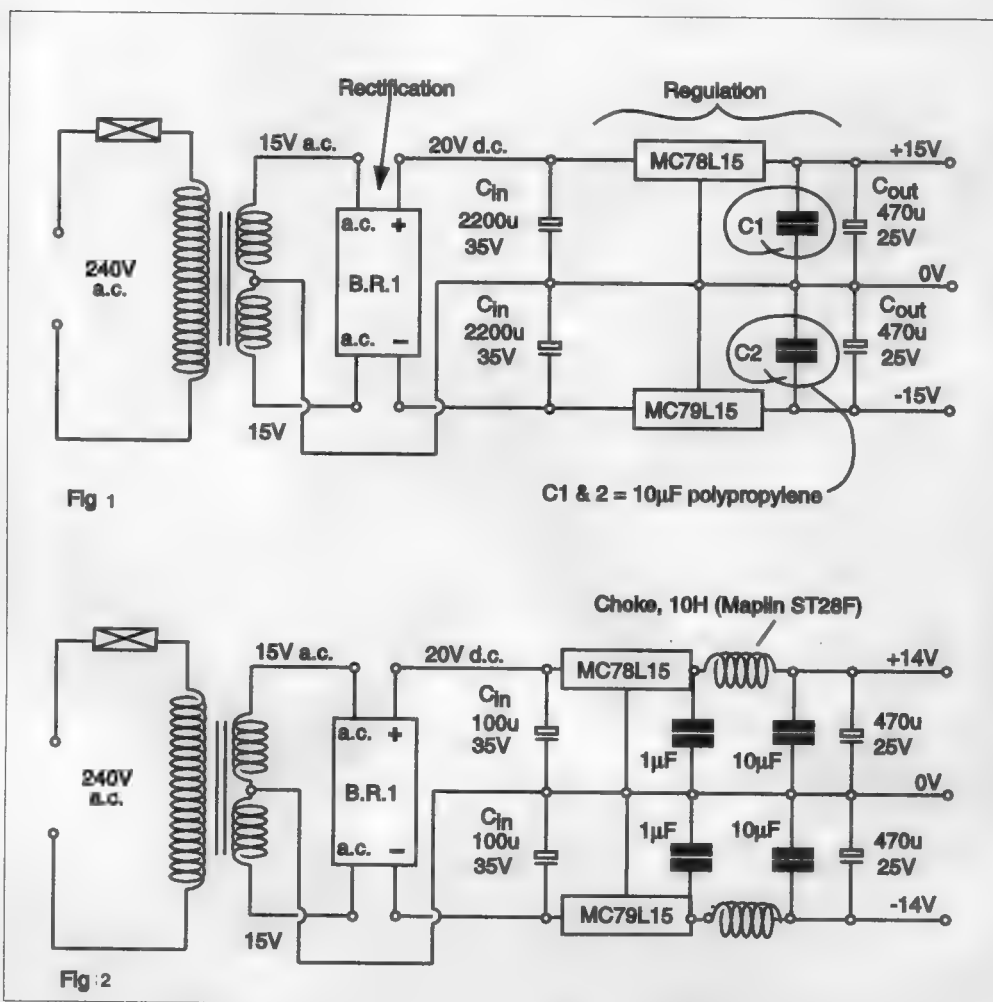 Rectification
Regulation
15V a.c.
20V d.c.
MC78L15
+15V
Cin
2200u
35V
C1
Cout
470u
25V
a.c. +
240V
a.c.
B.R.1
0V
Cin
2200u
35V
C2
Cout
470u
25V
a.c. –
15V
MC79L15
-15V
C1 & 2 = 10µF polypropylene
Fig 1
Choke, 10H (Maplin ST28F)
15V a.c.
20V d.c.
MC78L15
+14V
Cin
100u
35V
470u
25V
a.c. +
1µF
10µF
240V
a.c.
B.R.1
0V
Cin
100u
35V
1µF
10µF
470u
25V
a.c. –
15V
MC79L15
-14V
Fig 2